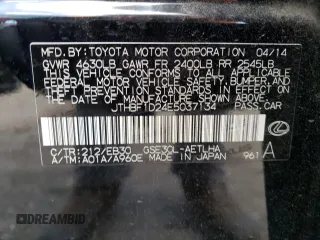 MFD.BY:TOYOTA MOTOR CORPORATION 04/14
GVWR 4630LB GAWR FR 2400LB RR 2545LB
THIS VEHICLE CONFORMS TO ALL APPLICABLE
FEDERAL MOTOR VEHICLE SAFETY, BUMPER, AND
THEFT PREVENTION STANDARDS IN EFFECT ON
THE DATE OF MANUFACTURE SHOWN ABOVE.
JTHBF1D24E5037134 PASS.CAR
C/TR:212/EB30 GSE30L-AETLHA
A/TM:A01A/A960E MADE IN JAPAN 961 A